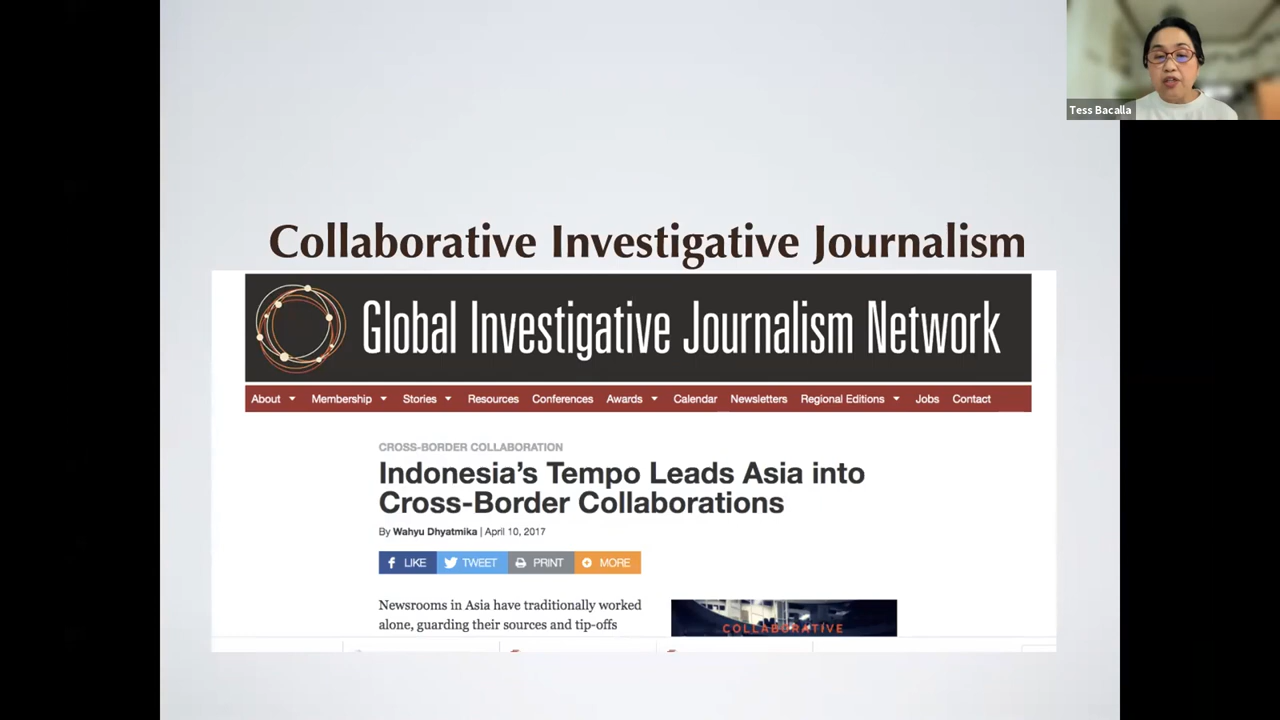 Tess Bacalla
Collaborative Investigative Journalism
Global Investigative Journalism Network
About Membership Stories Resources Conferences Awards Calendar Newsletters Regional Editions Jobs Contact
CROSS-BORDER COLLABORATION
Indonesia's Tempo Leads Asia into
Cross-Border Collaborations
By Wahyu Dhyatmika | April 10, 2017
LIKE TWEET PRINT MORE
Newsrooms in Asia have traditionally worked
alone, guarding their sources and tip-offs
COLLABORATIVE